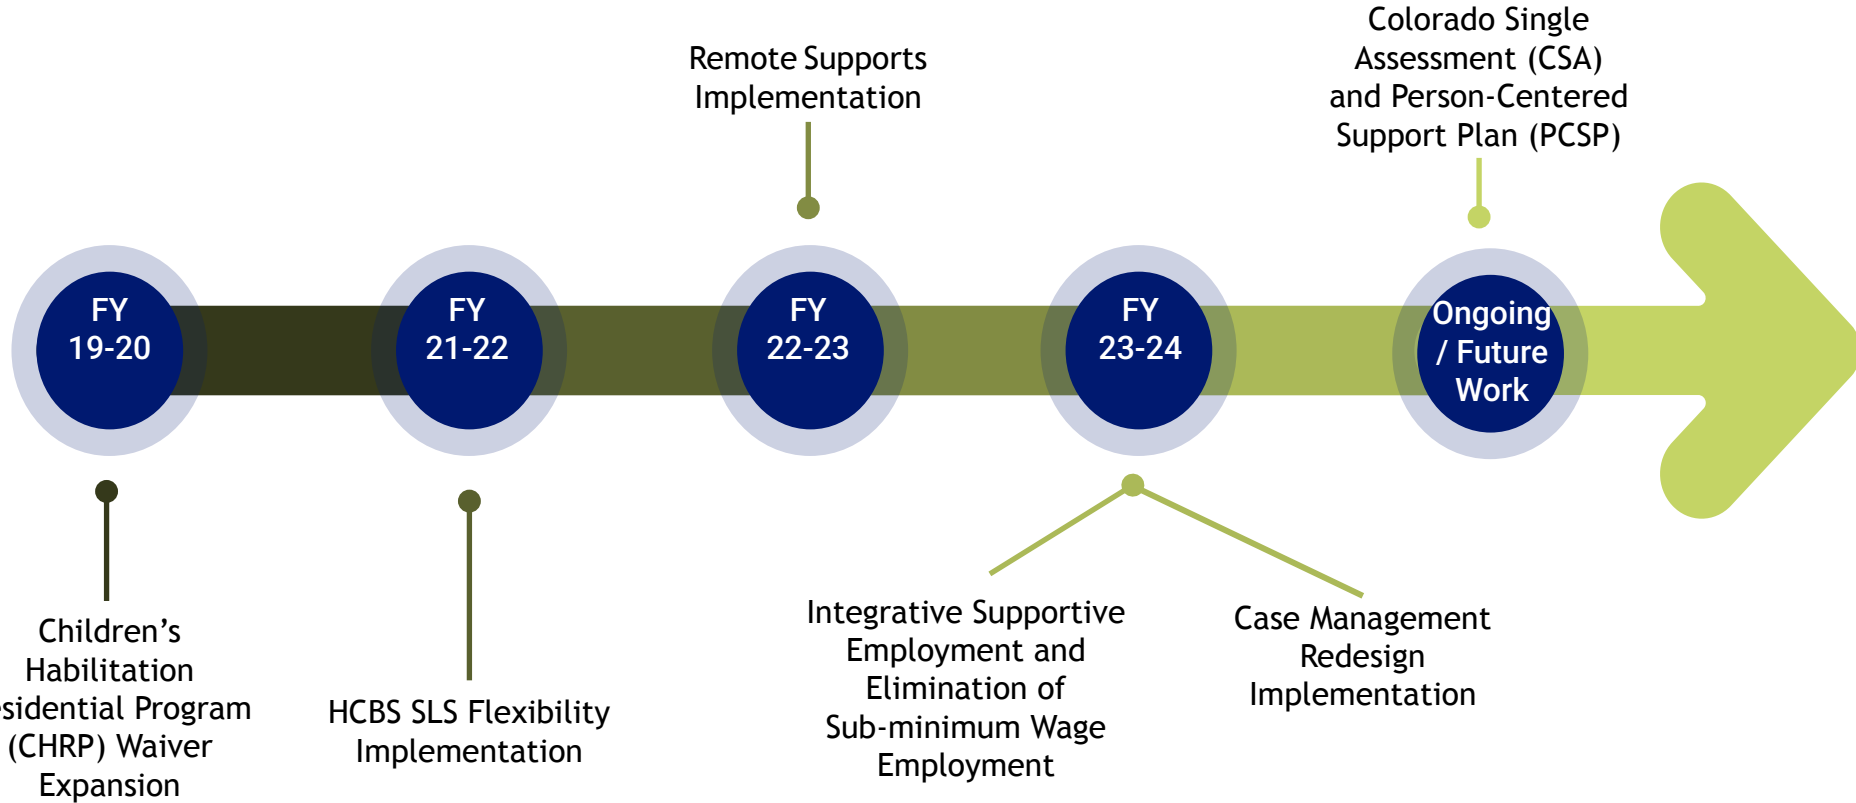 Remote Supports
Implementation
Colorado Single
Assessment (CSA)
and Person-Centered
Support Plan (PCSP)
FY
19-20
FY
21-22
FY
22-23
FY
23-24
Ongoing
/ Future
Work
Children’s
Habilitation
esidential Program
(CHRP) Waiver
Expansion
HCBS SLS Flexibility
Implementation
Integrative Supportive
Employment and
Elimination of
Sub-minimum Wage
Employment
Case Management
Redesign
Implementation